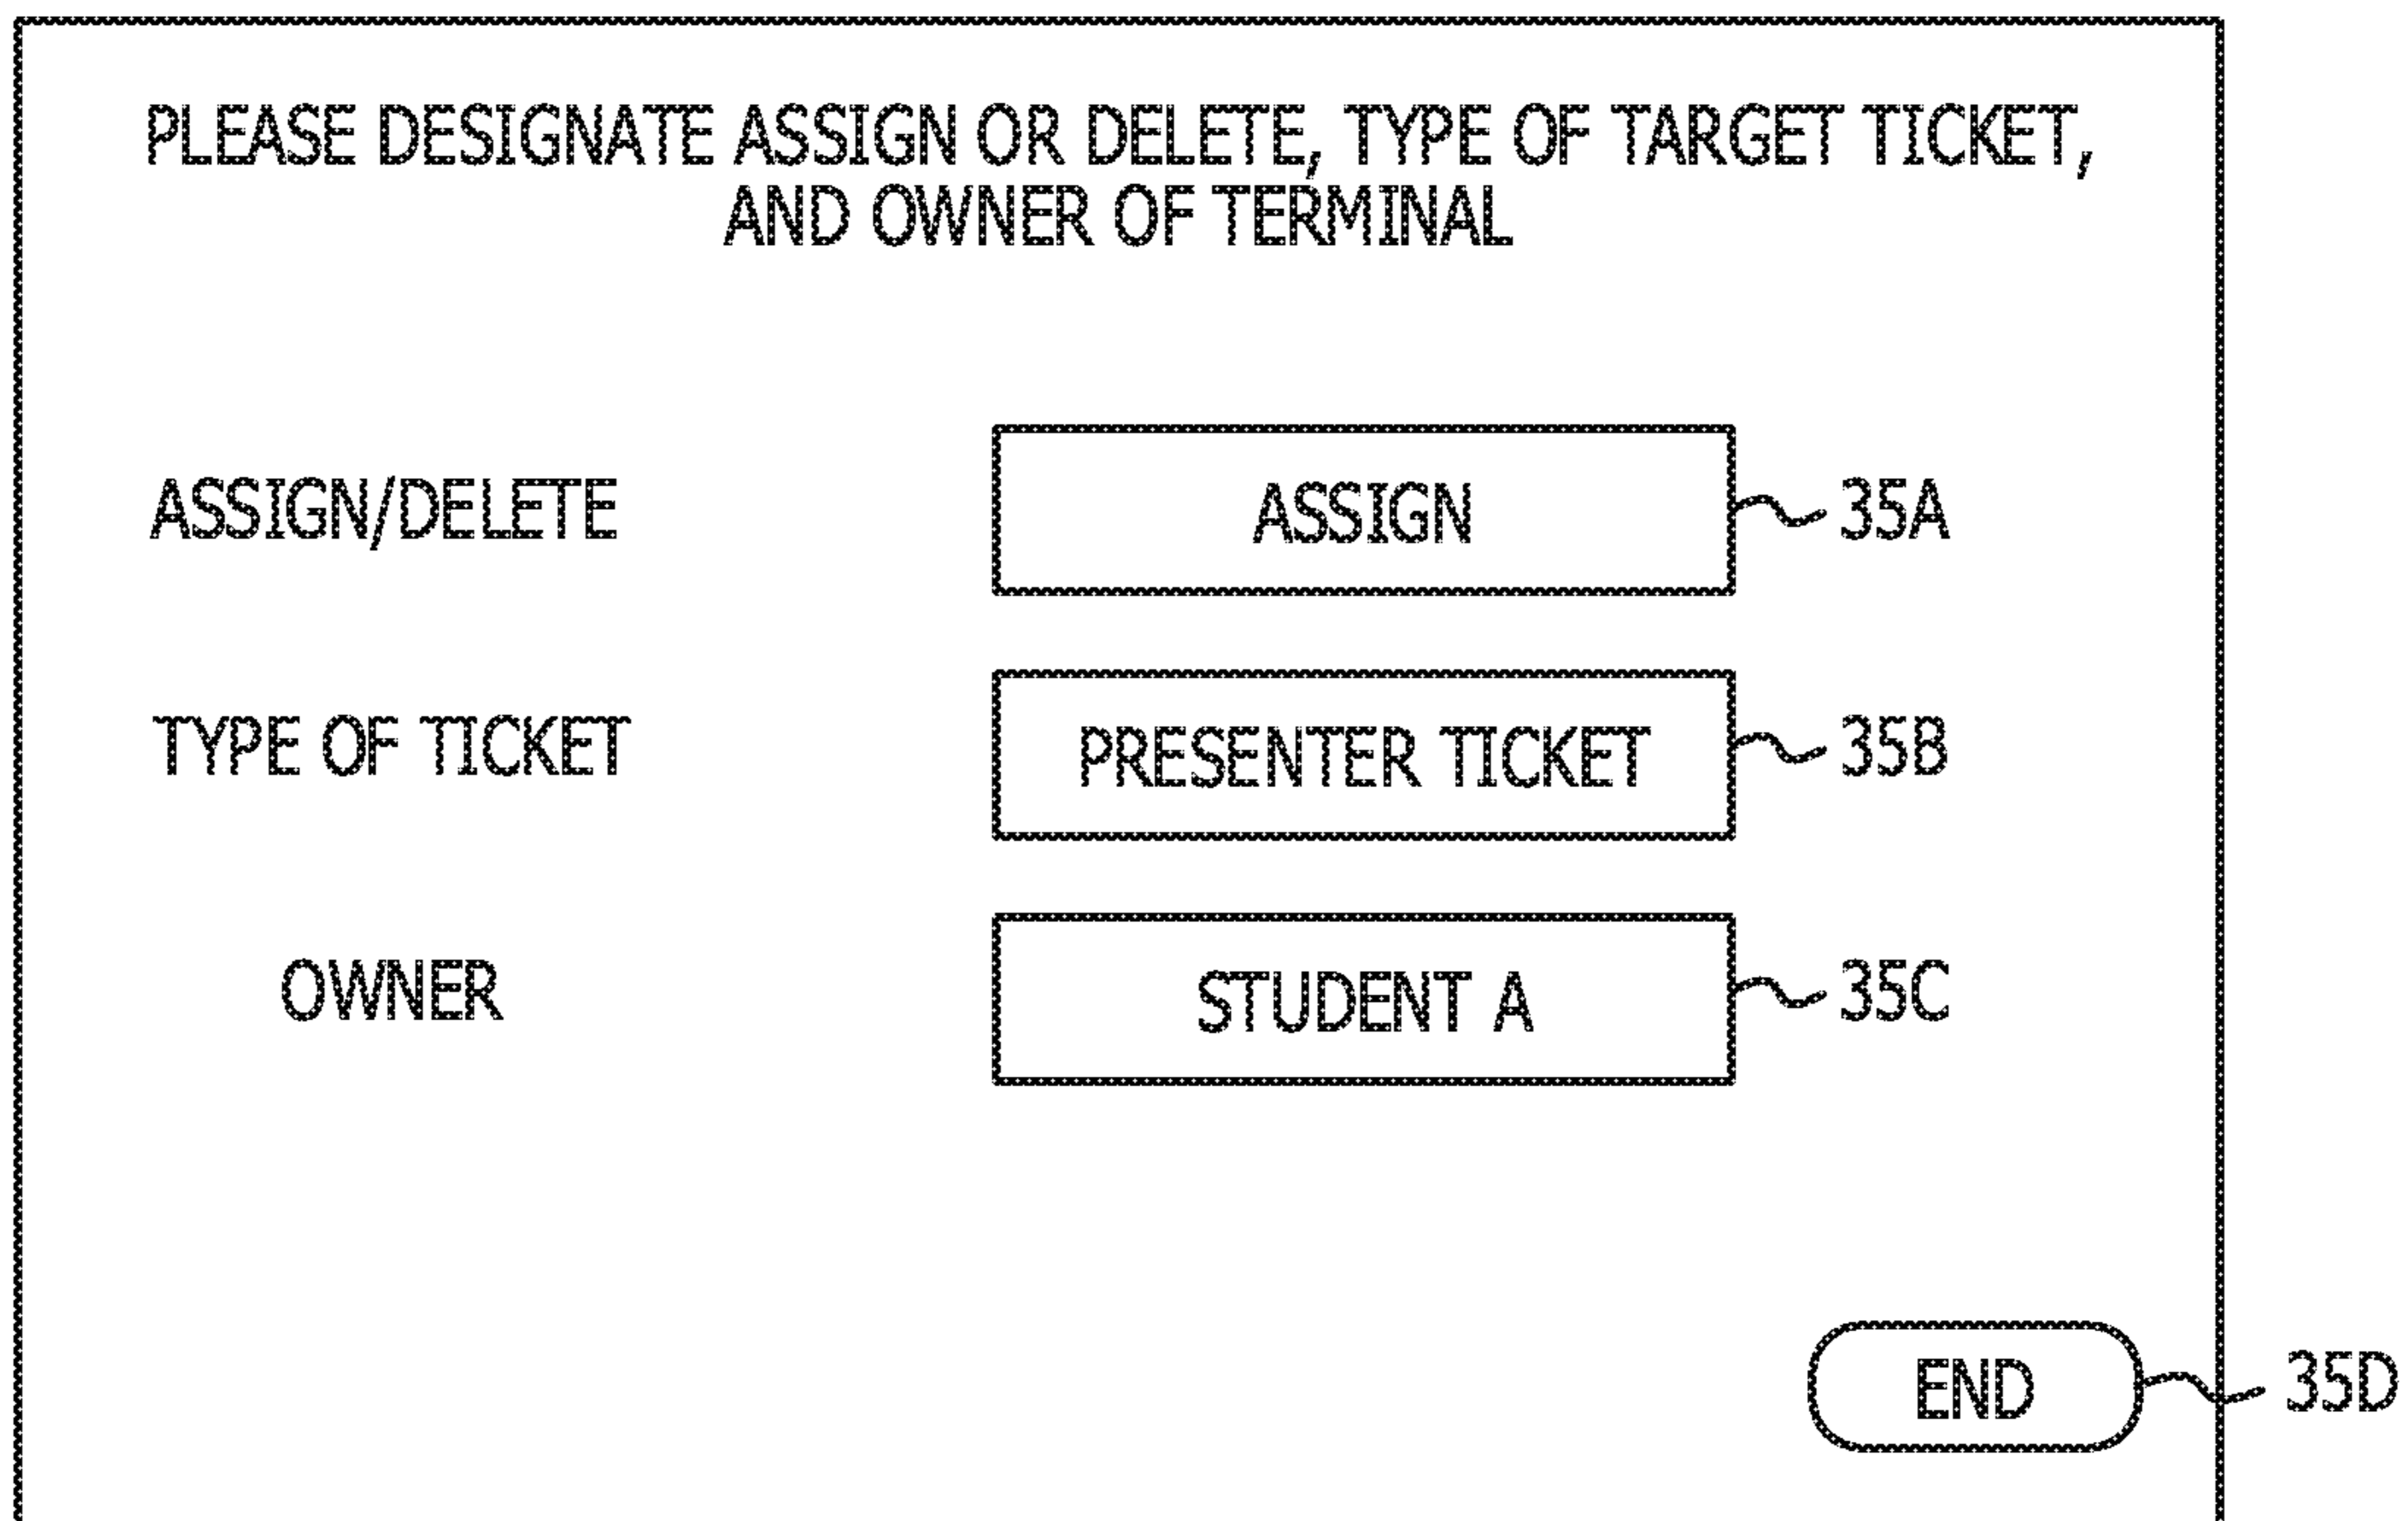 PLEASE DESIGNATE ASSIGN OR DELETE, TYPE OF TARGET TICKET,
AND OWNER OF TERMINAL
ASSIGN/DELETE ASSIGN 35A
TYPE OF TICKET PRESENTER TICKET 35B
OWNER STUDENT A 35C
END 35D